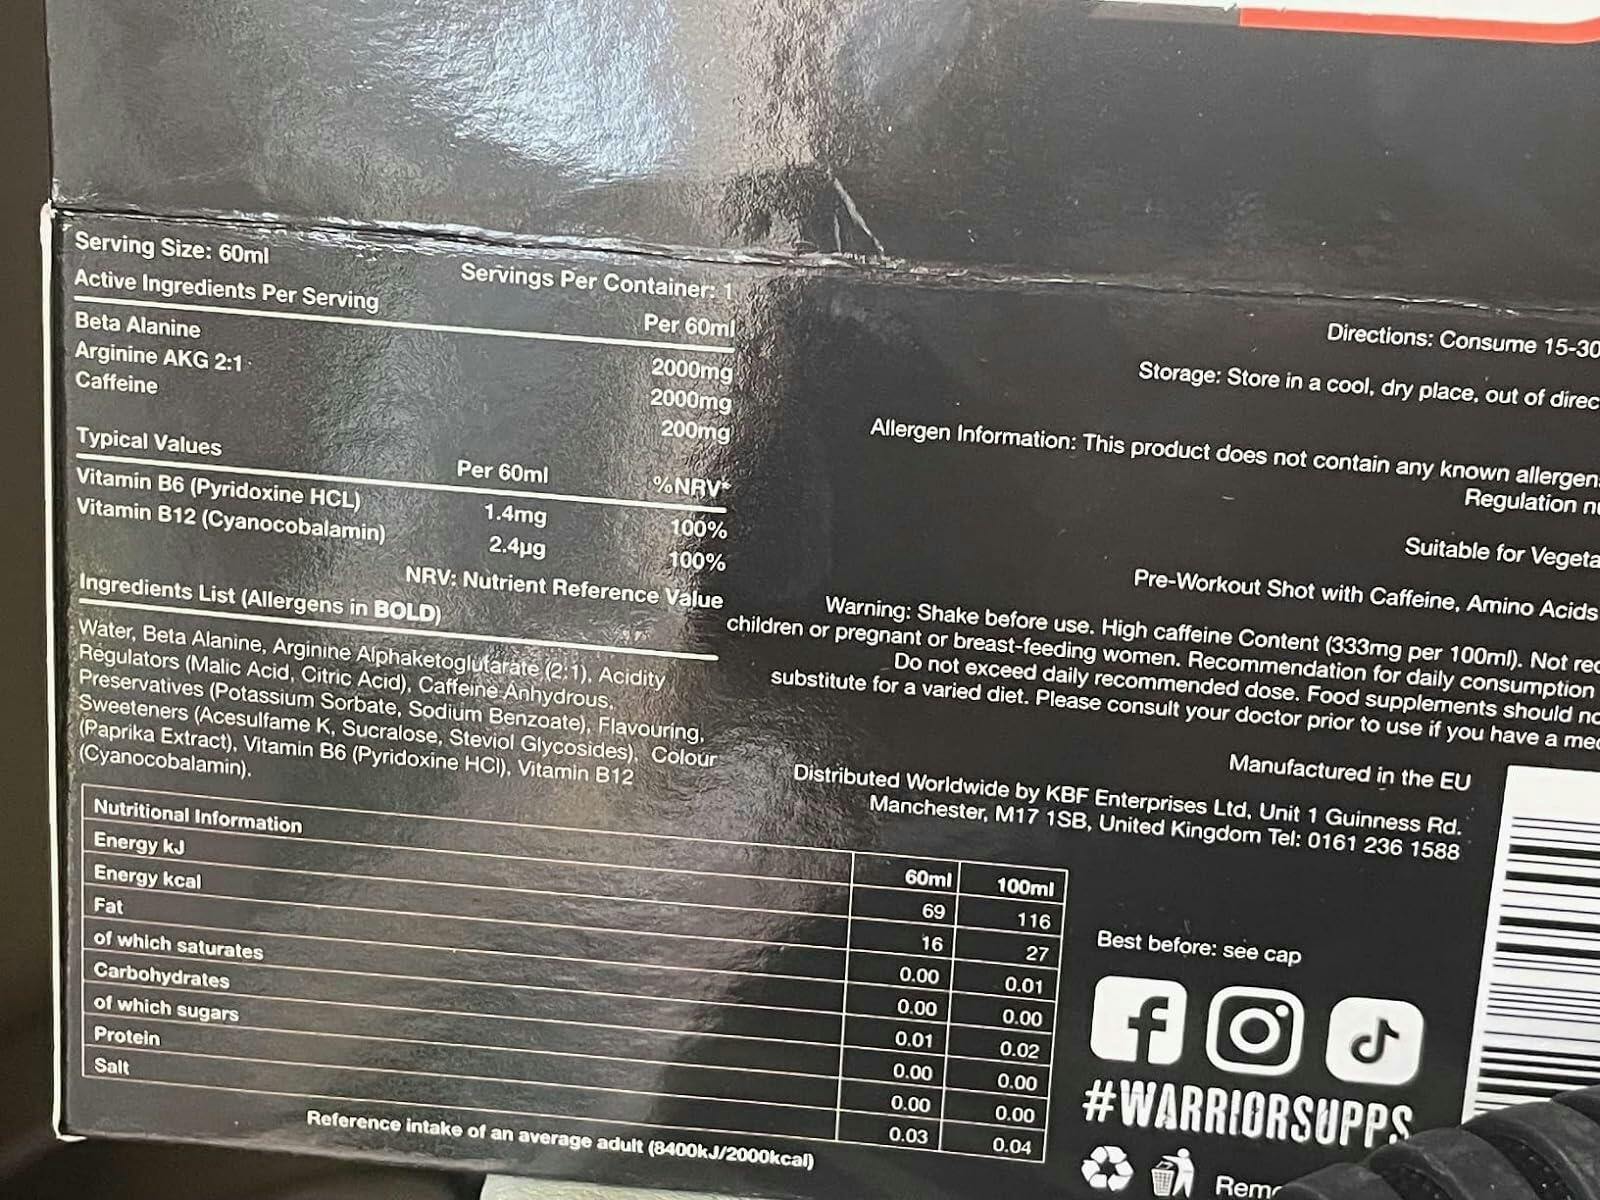 Serving Size: 60ml Servings Per Container: 1
Active Ingredients Per Serving Per 60ml
Beta Alanine 2000mg
Arginine AKG 2:1 2000mg
Caffeine 200mg
Typical Values Per 60ml %NRV*
Vitamin B6 (Pyridoxine HCL) 1.4mg 100%
Vitamin B12 (Cyanocobalamin) 2.4µg 100%
NRV: Nutrient Reference Value
Ingredients List (Allergens in BOLD)
Water, Beta Alanine, Arginine Alphaketoglutarate (2:1), Acidity
Regulators (Malic Acid, Citric Acid), Caffeine Anhydrous,
Preservatives (Potassium Sorbate, Sodium Benzoate), Flavouring,
Sweeteners (Acesulfame K, Sucralose, Steviol Glycosides), Colour
(Paprika Extract), Vitamin B6 (Pyridoxine HCl), Vitamin B12
(Cyanocobalamin).
Nutritional Information 60ml 100ml
Energy kJ 69 116
Energy kcal 16 27
Fat 0.00 0.01
of which saturates 0.00 0.00
Carbohydrates 0.01 0.02
of which sugars 0.00 0.00
Protein 0.00 0.00
Salt 0.03 0.04
Reference intake of an average adult (8400kJ/2000kcal)
Directions: Consume 15-30
Storage: Store in a cool, dry place, out of
Allergen Information: This product does not contain any known
Regulation
Suitable for
Pre-Workout Shot with Caffeine, Amino Acids
Warning: Shake before use. High caffeine Content (333mg per 100ml). Not
children or pregnant or breast-feeding women. Recommendation for daily consumption
Do not exceed daily recommended dose. Food supplements should
substitute for a varied diet. Please consult your doctor prior to use if you have a
Manufactured in the EU
Distributed Worldwide by KBF Enterprises Ltd, Unit 1 Guinness Rd.
Manchester, M17 1SB, United Kingdom Tel: 0161 236 1588
Best before: see cap
#WARRIORSUPPS